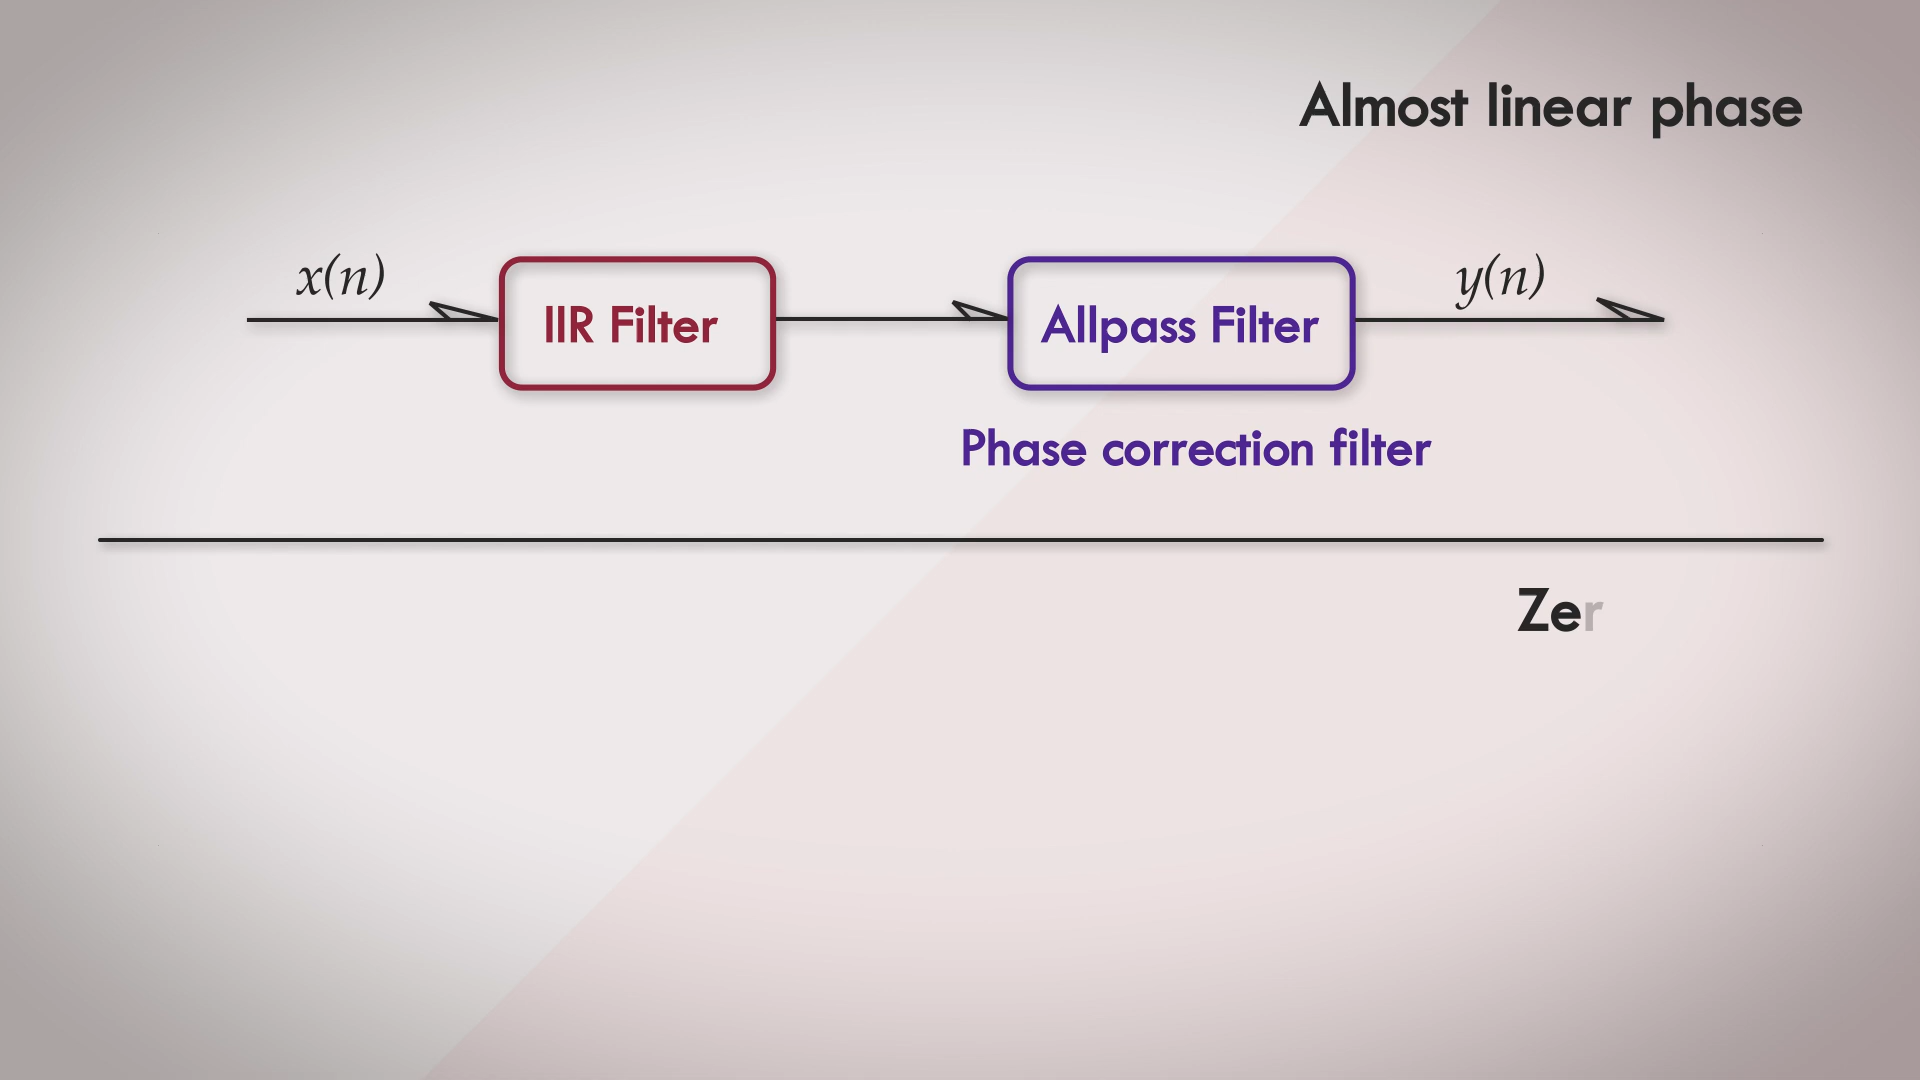 Almost linear phase
x(n)
IIR Filter
Allpass Filter
y(n)
Phase correction filter
Zer